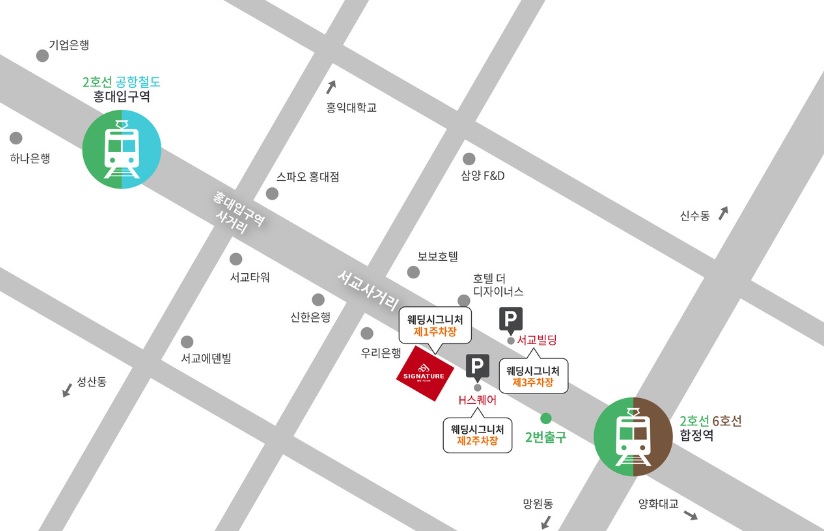 기업은행
2호선 공항철도
홍대입구역
하나은행
홍익대학교
스파오 홍대점
삼양 F&D
신수동
홍대입구역
사거리
서교타워
보보호텔
서교사거리
호텔 더
디자이너스
신한은행
웨딩시그니처
제1주차장
P
서교빌딩
우리은행
서교에덴빌
P
SIGNATURE
웨딩시그니처
제3주차장
성산동
H스퀘어
2호선 6호선
합정역
웨딩시그니처
제2주차장
2번출구
망원동
양화대교